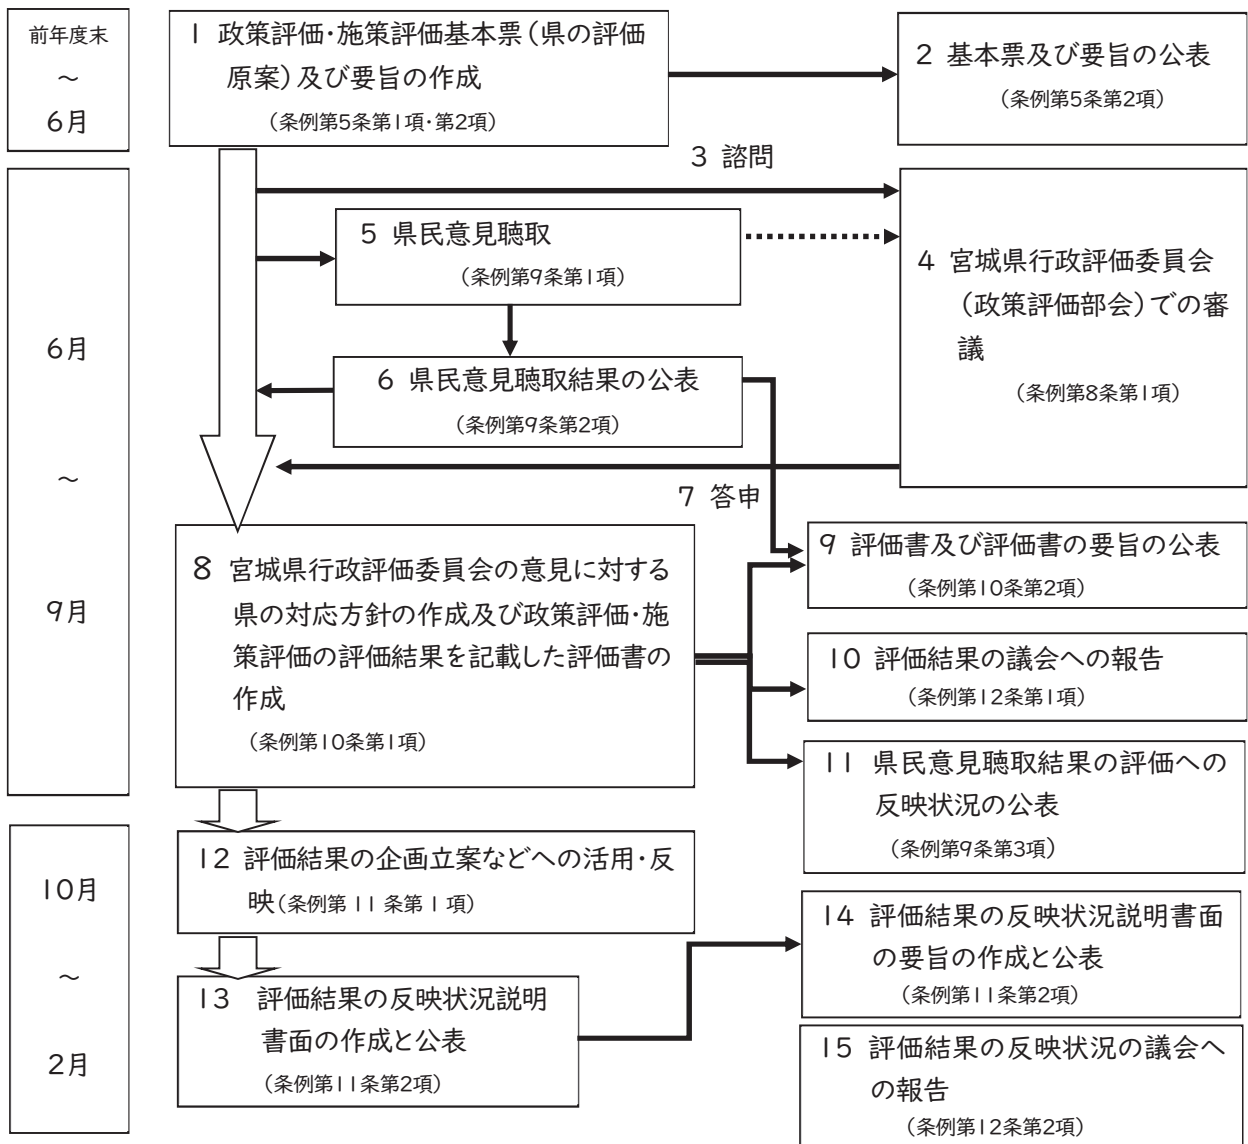 前年度末
～
6月
1 政策評価・施策評価基本票（県の評価
原案）及び要旨の作成
（条例第5条第1項・第2項）
2 基本票及び要旨の公表
（条例第5条第2項）
3 諮問
6月
～
9月
5 県民意見聴取
（条例第9条第1項）
4 宮城県行政評価委員会
（政策評価部会）での審
議
（条例第8条第1項）
6 県民意見聴取結果の公表
（条例第9条第2項）
7 答申
8 宮城県行政評価委員会の意見に対する
県の対応方針の作成及び政策評価・施
策評価の評価結果を記載した評価書の
作成
（条例第10条第1項）
9 評価書及び評価書の要旨の公表
（条例第10条第2項）
10 評価結果の議会への報告
（条例第12条第1項）
11 県民意見聴取結果の評価への
反映状況の公表
（条例第9条第3項）
10月
～
2月
12 評価結果の企画立案などへの活用・反
映（条例第 11 条第 1 項）
13 評価結果の反映状況説明
書面の作成と公表
（条例第11条第2項）
14 評価結果の反映状況説明書面
の要旨の作成と公表
（条例第11条第2項）
15 評価結果の反映状況の議会へ
の報告
（条例第12条第2項）